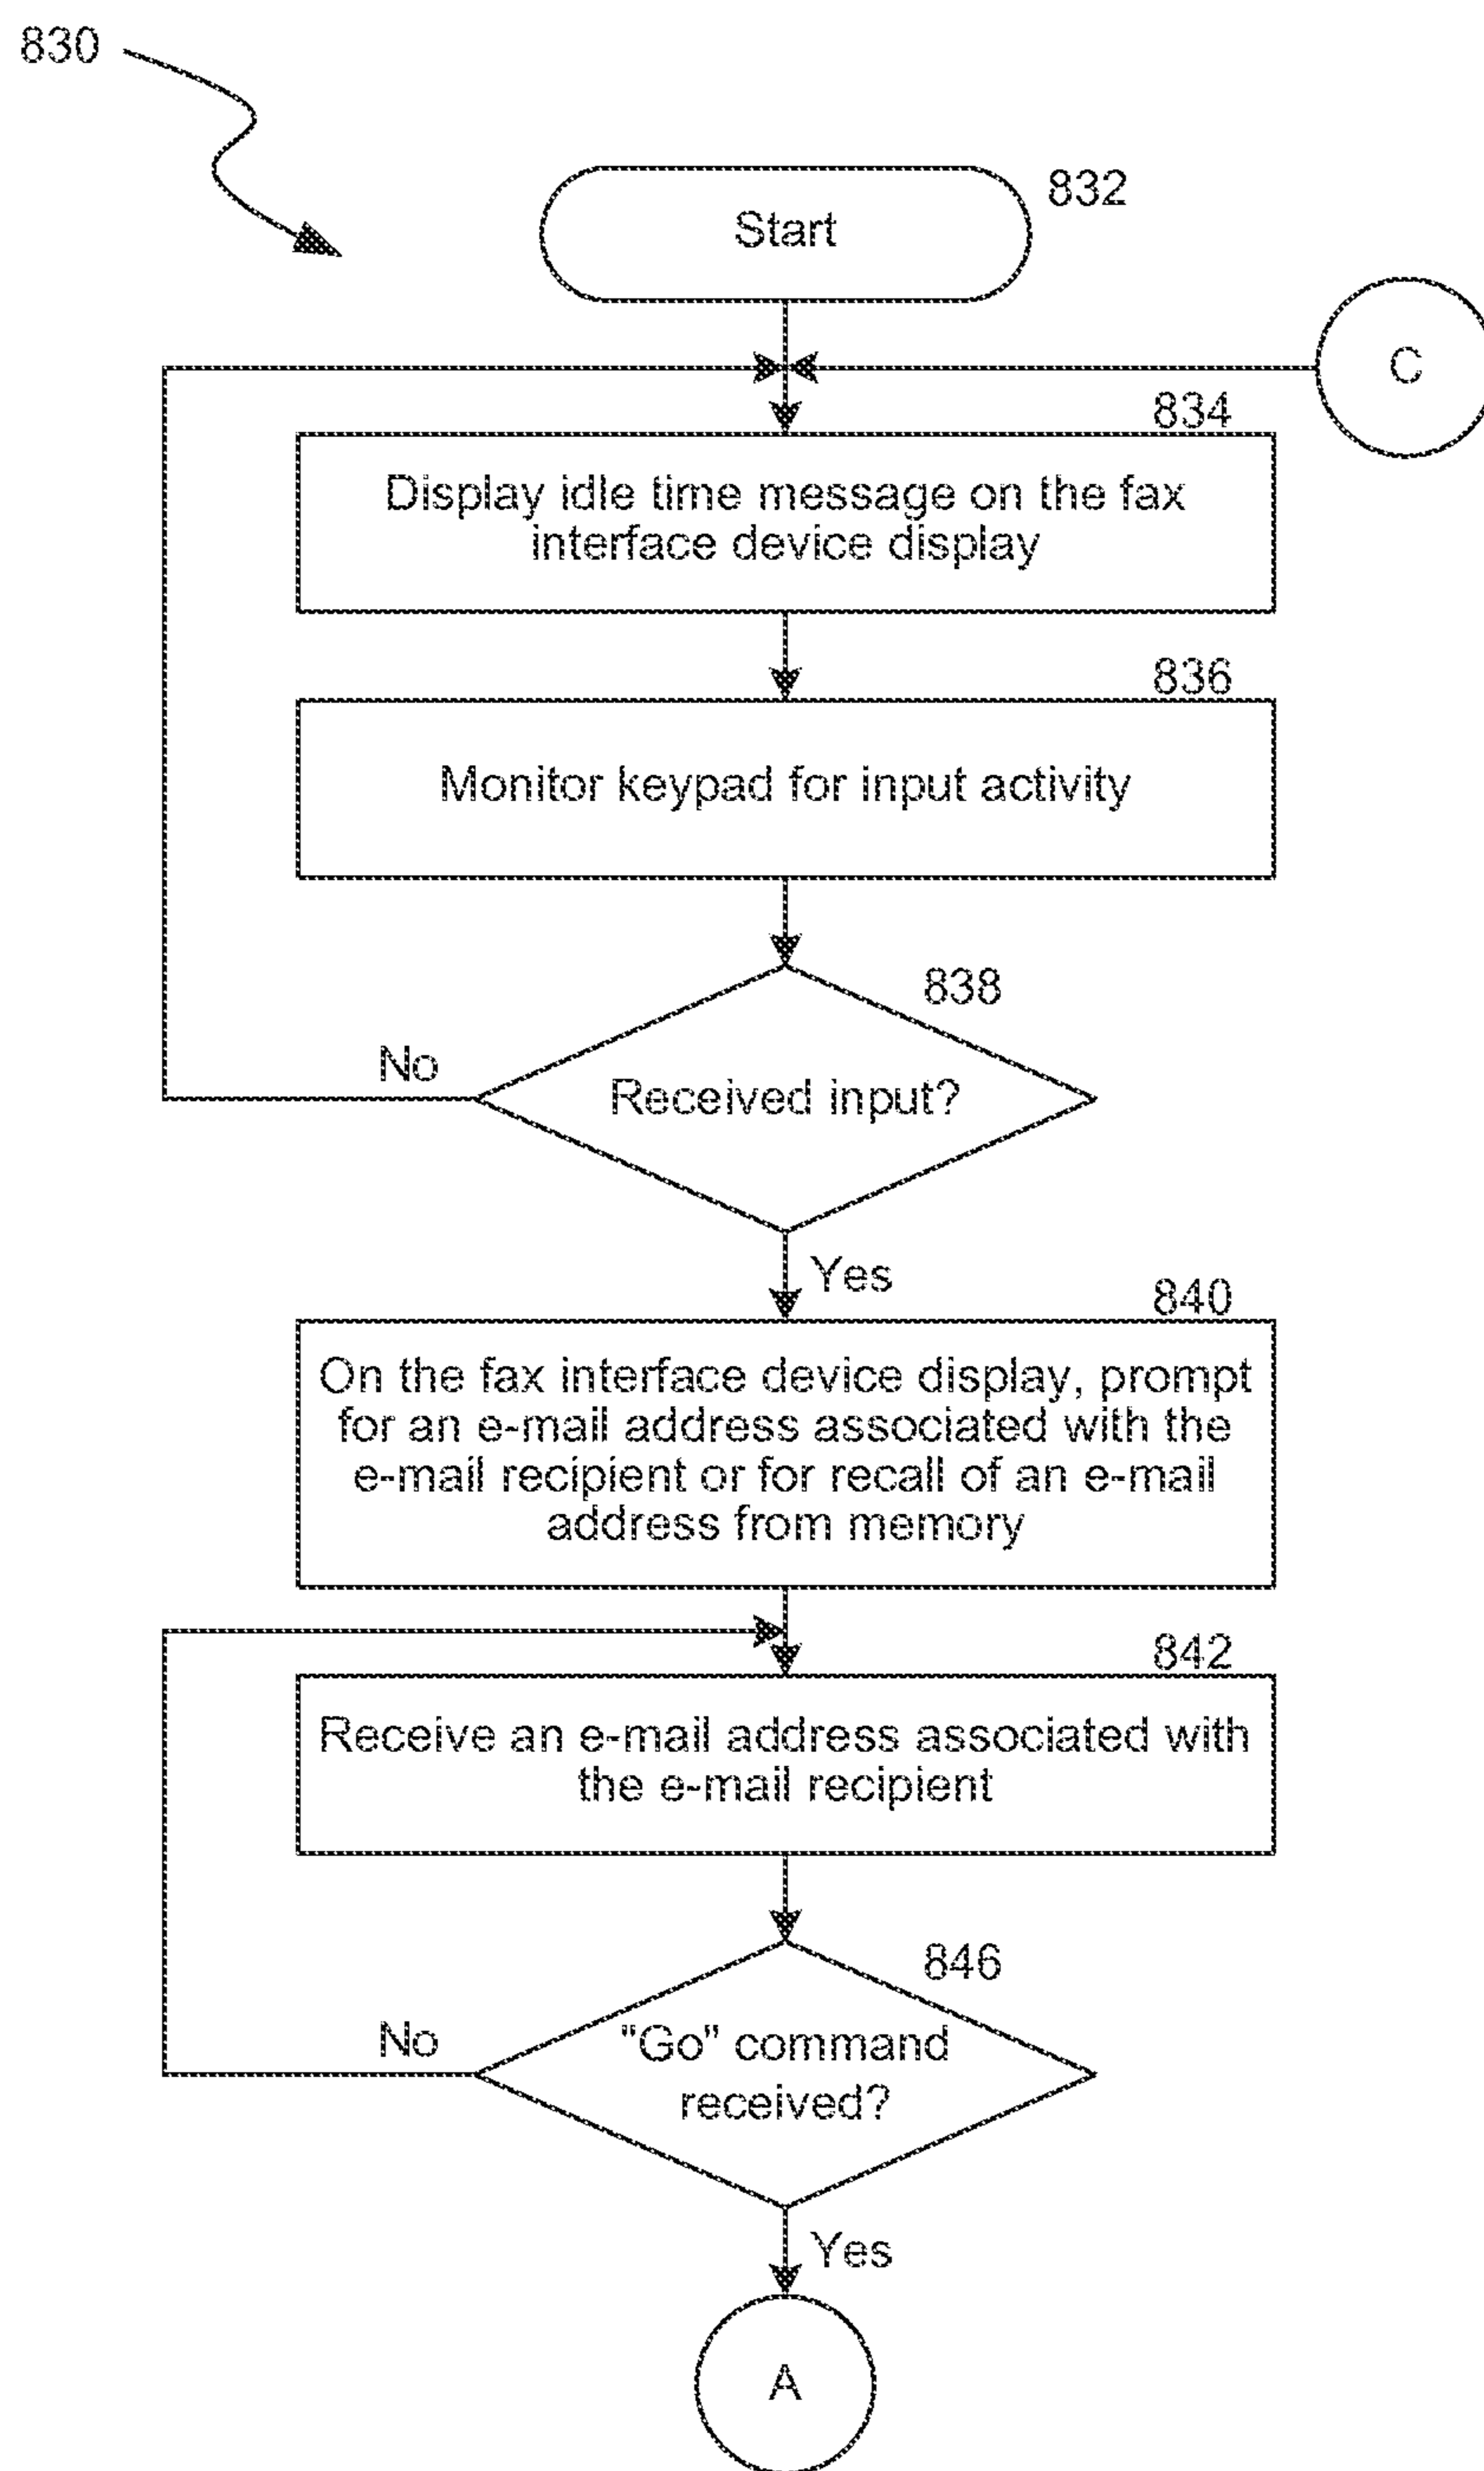 830
Start
832
C
834
Display idle time message on the fax
interface device display
836
Monitor keypad for input activity
838
No
Received input?
Yes
840
On the fax interface device display, prompt
for an e-mail address associated with the
e-mail recipient or for recall of an e-mail
address from memory
842
Receive an e-mail address associated with
the e-mail recipient
846
No
"Go" command
received?
Yes
A